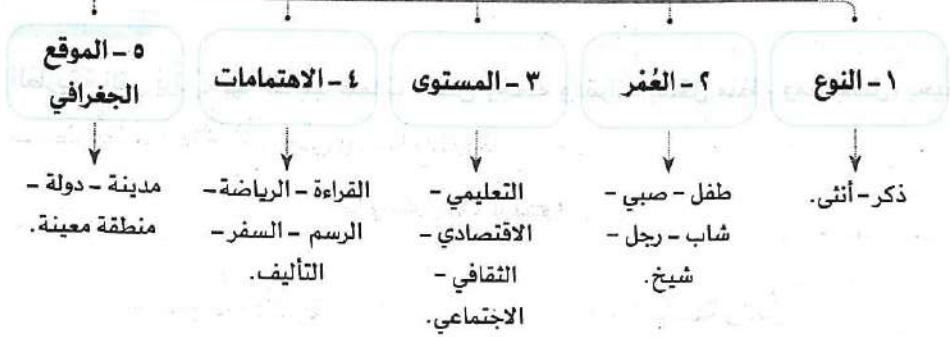 ١ - النوع
ذكر - أنثى.
٢ - العُمْر
طفل - صبي -
شاب - رجل -
شيخ.
٣ - المستوى
التعليمي -
الاقتصادي -
الثقافي -
الاجتماعي.
٤ - الاهتمامات
القراءة - الرياضة -
الرسم - السفر -
التأليف.
٥ - الموقع
الجغرافي
مدينة - دولة -
منطقة معينة.